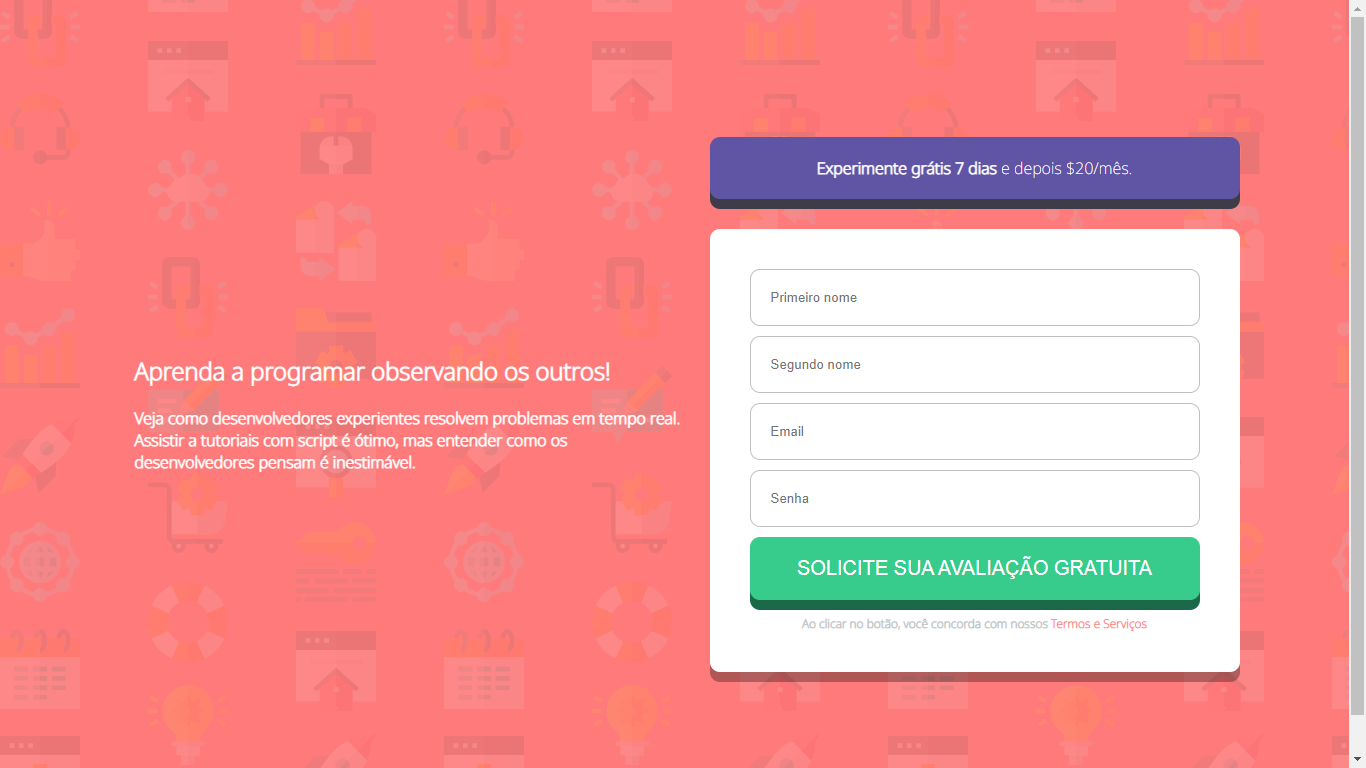 Aprenda a programar observando os outros!
Veja como desenvolvedores experientes resolvem problemas em tempo real.
Assistir a tutoriais com script é ótimo, mas entender como os
desenvolvedores pensam é inestimável.
Experimente grátis 7 dias e depois $20/mês.
Primeiro nome
Segundo nome
Email
Senha
SOLICITE SUA AVALIAÇÃO GRATUITA
Ao clicar no botão, você concorda com nossos Termos e Serviços